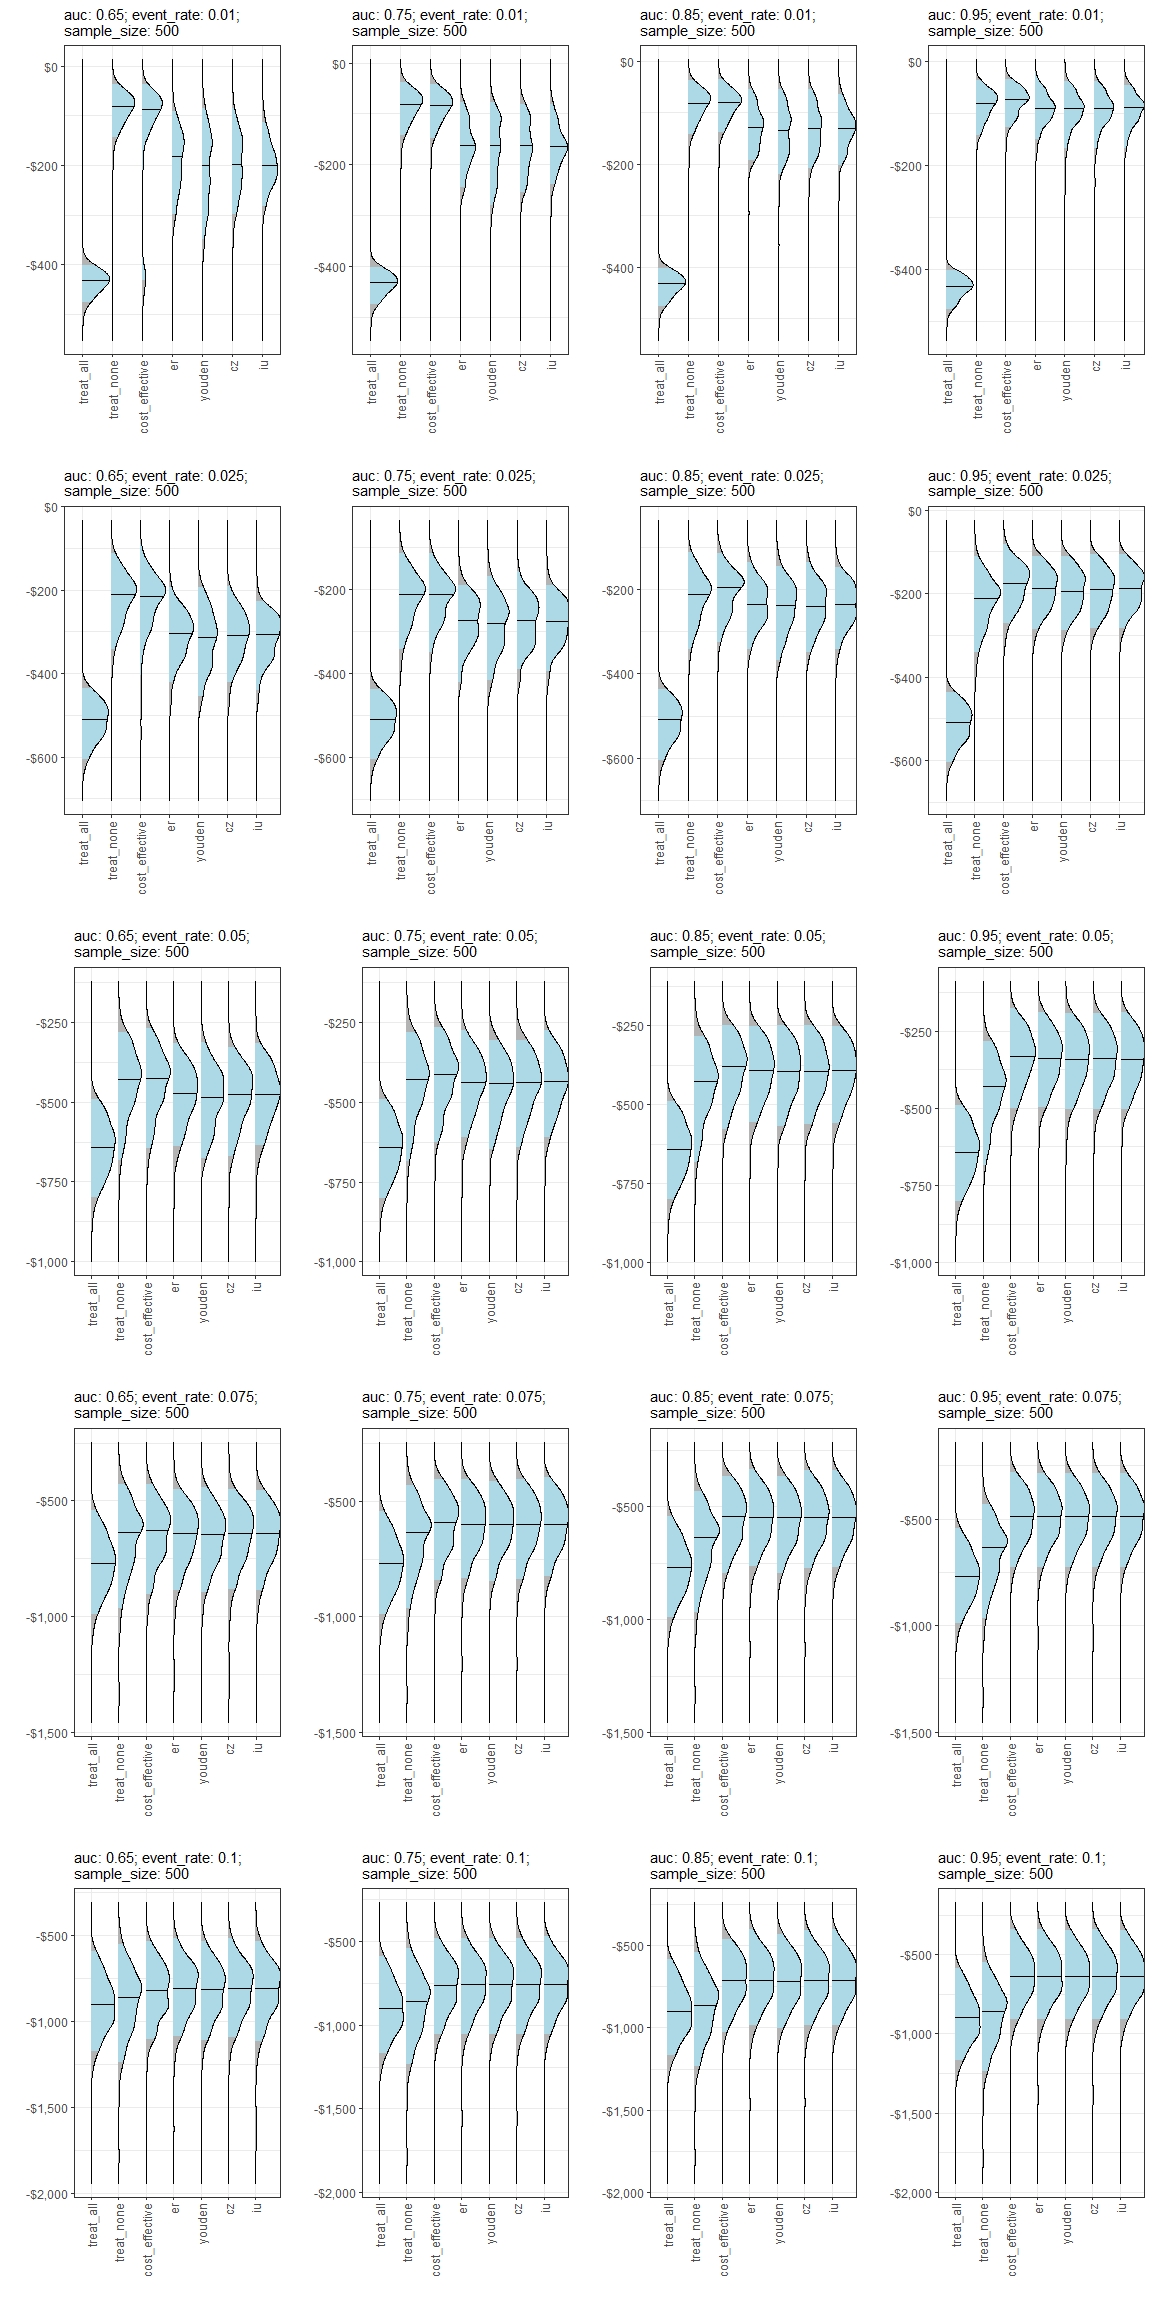 auc: 0.65; event_rate: 0.01;
sample_size: 500
auc: 0.75; event_rate: 0.01;
sample_size: 500
auc: 0.85; event_rate: 0.01;
sample_size: 500
auc: 0.95; event_rate: 0.01;
sample_size: 500
$0
-$200
-$400
treat_all
treat_none
cost_effective
er
youden
cz
iu
$0
-$200
-$400
treat_all
treat_none
cost_effective
er
youden
cz
iu
$0
-$200
-$400
treat_all
treat_none
cost_effective
er
youden
cz
iu
$0
-$200
-$400
treat_all
treat_none
cost_effective
er
youden
cz
iu
auc: 0.65; event_rate: 0.025;
sample_size: 500
auc: 0.75; event_rate: 0.025;
sample_size: 500
auc: 0.85; event_rate: 0.025;
sample_size: 500
auc: 0.95; event_rate: 0.025;
sample_size: 500
$0
-$200
-$400
-$600
treat_all
treat_none
cost_effective
er
youden
cz
iu
-$200
-$400
-$600
treat_all
treat_none
cost_effective
er
youden
cz
iu
-$200
-$400
-$600
treat_all
treat_none
cost_effective
er
youden
cz
iu
$0
-$200
-$400
-$600
treat_all
treat_none
cost_effective
er
youden
cz
iu
auc: 0.65; event_rate: 0.05;
sample_size: 500
auc: 0.75; event_rate: 0.05;
sample_size: 500
auc: 0.85; event_rate: 0.05;
sample_size: 500
auc: 0.95; event_rate: 0.05;
sample_size: 500
-$250
-$500
-$750
-$1,000
treat_all
treat_none
cost_effective
er
youden
cz
iu
-$250
-$500
-$750
-$1,000
treat_all
treat_none
cost_effective
er
youden
cz
iu
-$250
-$500
-$750
-$1,000
treat_all
treat_none
cost_effective
er
youden
cz
iu
-$250
-$500
-$750
-$1,000
treat_all
treat_none
cost_effective
er
youden
cz
iu
auc: 0.65; event_rate: 0.075;
sample_size: 500
auc: 0.75; event_rate: 0.075;
sample_size: 500
auc: 0.85; event_rate: 0.075;
sample_size: 500
auc: 0.95; event_rate: 0.075;
sample_size: 500
-$500
-$1,000
-$1,500
treat_all
treat_none
cost_effective
er
youden
cz
iu
-$500
-$1,000
-$1,500
treat_all
treat_none
cost_effective
er
youden
cz
iu
-$500
-$1,000
-$1,500
treat_all
treat_none
cost_effective
er
youden
cz
iu
-$500
-$1,000
-$1,500
treat_all
treat_none
cost_effective
er
youden
cz
iu
auc: 0.65; event_rate: 0.1;
sample_size: 500
auc: 0.75; event_rate: 0.1;
sample_size: 500
auc: 0.85; event_rate: 0.1;
sample_size: 500
auc: 0.95; event_rate: 0.1;
sample_size: 500
-$500
-$1,000
-$1,500
-$2,000
treat_all
treat_none
cost_effective
er
youden
cz
iu
-$500
-$1,000
-$1,500
-$2,000
treat_all
treat_none
cost_effective
er
youden
cz
iu
-$500
-$1,000
-$1,500
-$2,000
treat_all
treat_none
cost_effective
er
youden
cz
iu
-$500
-$1,000
-$1,500
-$2,000
treat_all
treat_none
cost_effective
er
youden
cz
iu